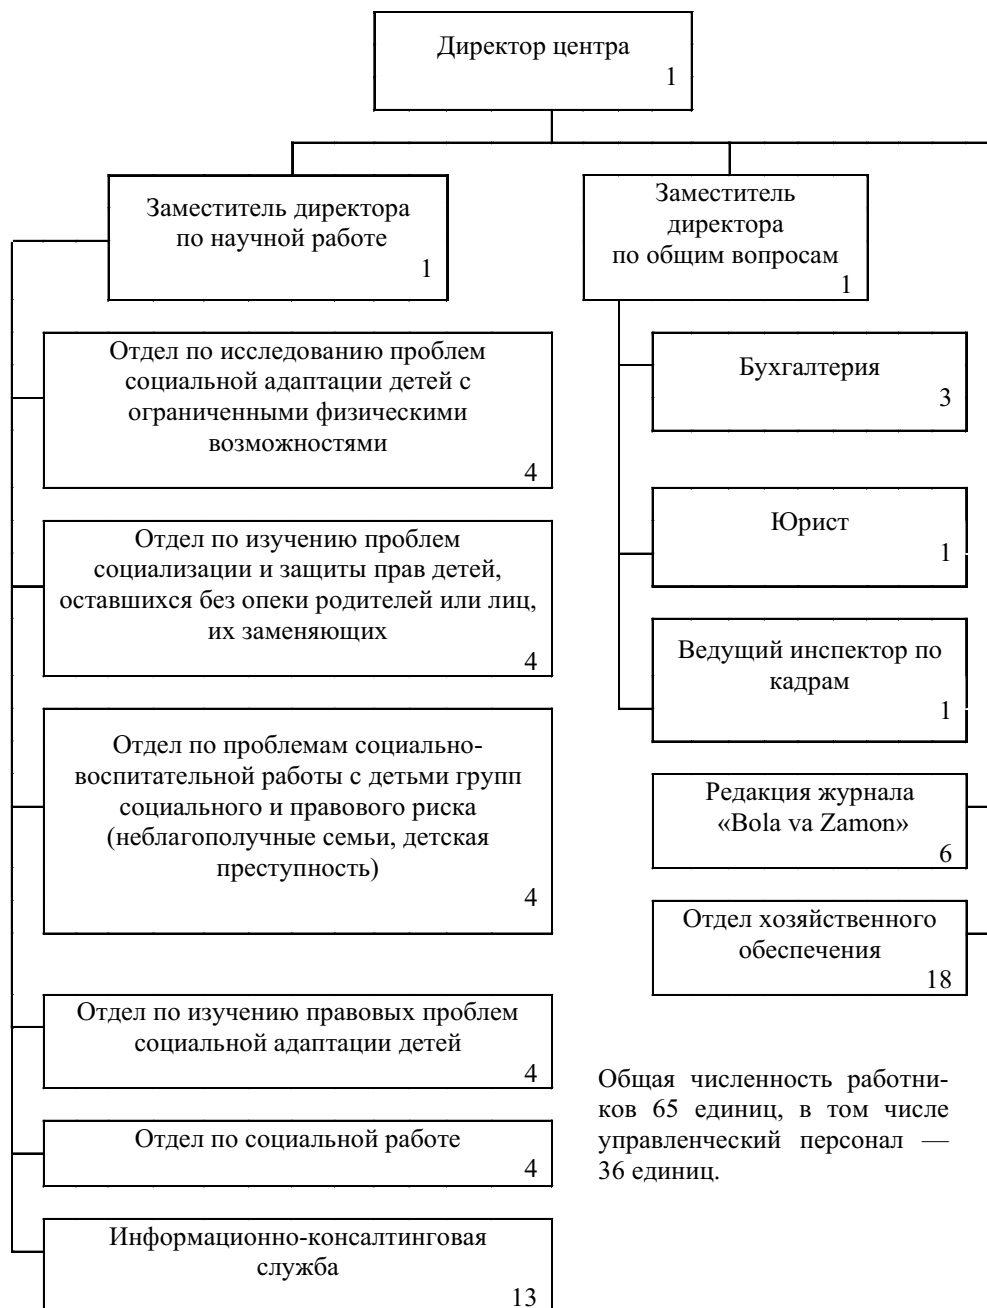 Директор центра
1
Заместитель директора
по научной работе
1
Заместитель
директора
по общим вопросам
1
Отдел по исследованию проблем
социальной адаптации детей с
ограниченными физическими
возможностями
4
Отдел по изучению проблем
социализации и защиты прав детей,
оставшихся без опеки родителей или лиц,
их заменяющих
4
Отдел по проблемам социально-
воспитательной работы с детьми групп
социального и правового риска
(неблагополучные семьи, детская
преступность)
4
Отдел по изучению правовых проблем
социальной адаптации детей
4
Отдел по социальной работе
4
Информационно-консалтинговая
служба
13
Бухгалтерия
3
Юрист
1
Ведущий инспектор по
кадрам
1
Редакция журнала
«Bola va Zamon»
6
Отдел хозяйственного
обеспечения
18
Общая численность работни-
ков 65 единиц, в том числе
управленческий персонал —
36 единиц.